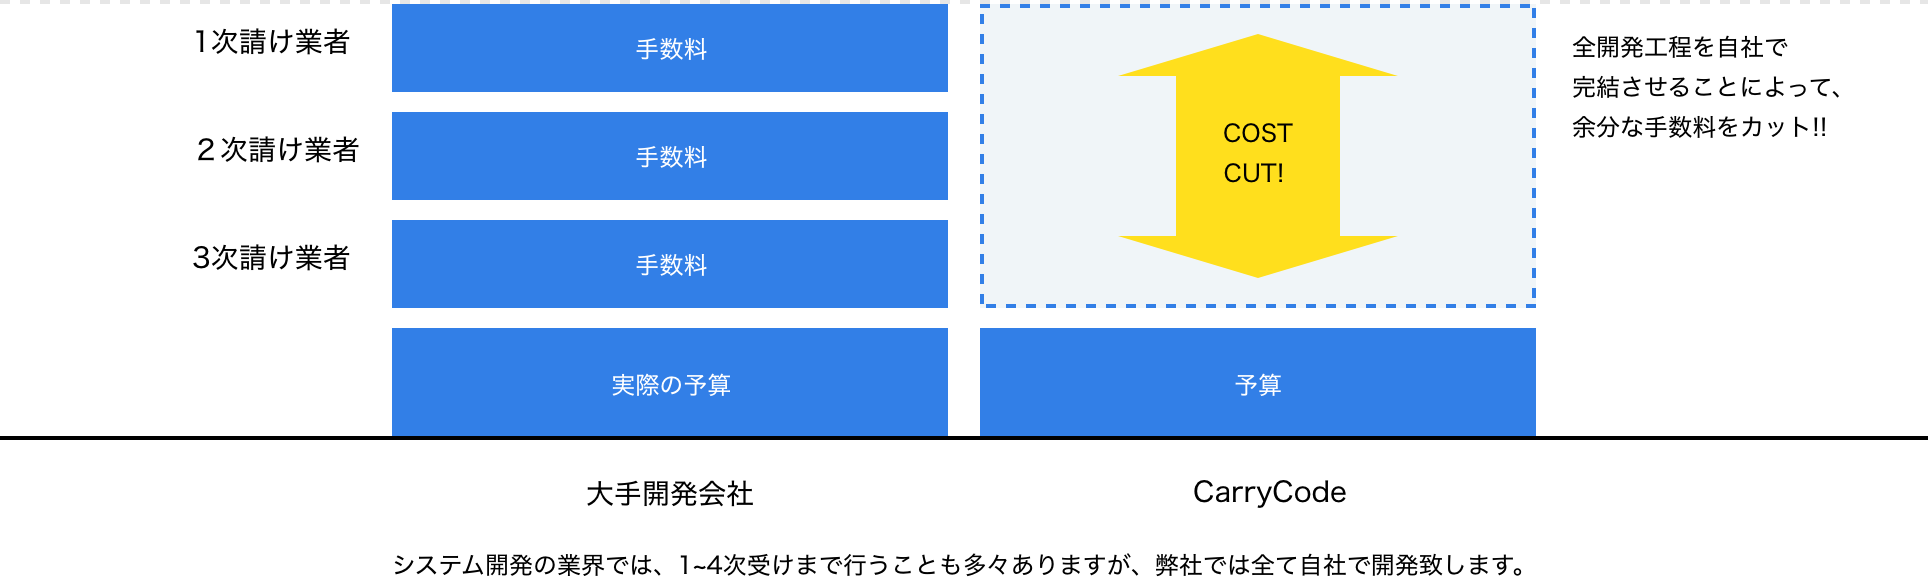 1次請け業者
手数料
COST
CUT!
全開発工程を自社で
完結させることによって、
余分な手数料をカット!!
２次請け業者
手数料
3次請け業者
手数料
実際の予算
予算
大手開発会社
CarryCode
システム開発の業界では、1~4次受けまで行うことも多々ありますが、弊社では全て自社で開発致します。